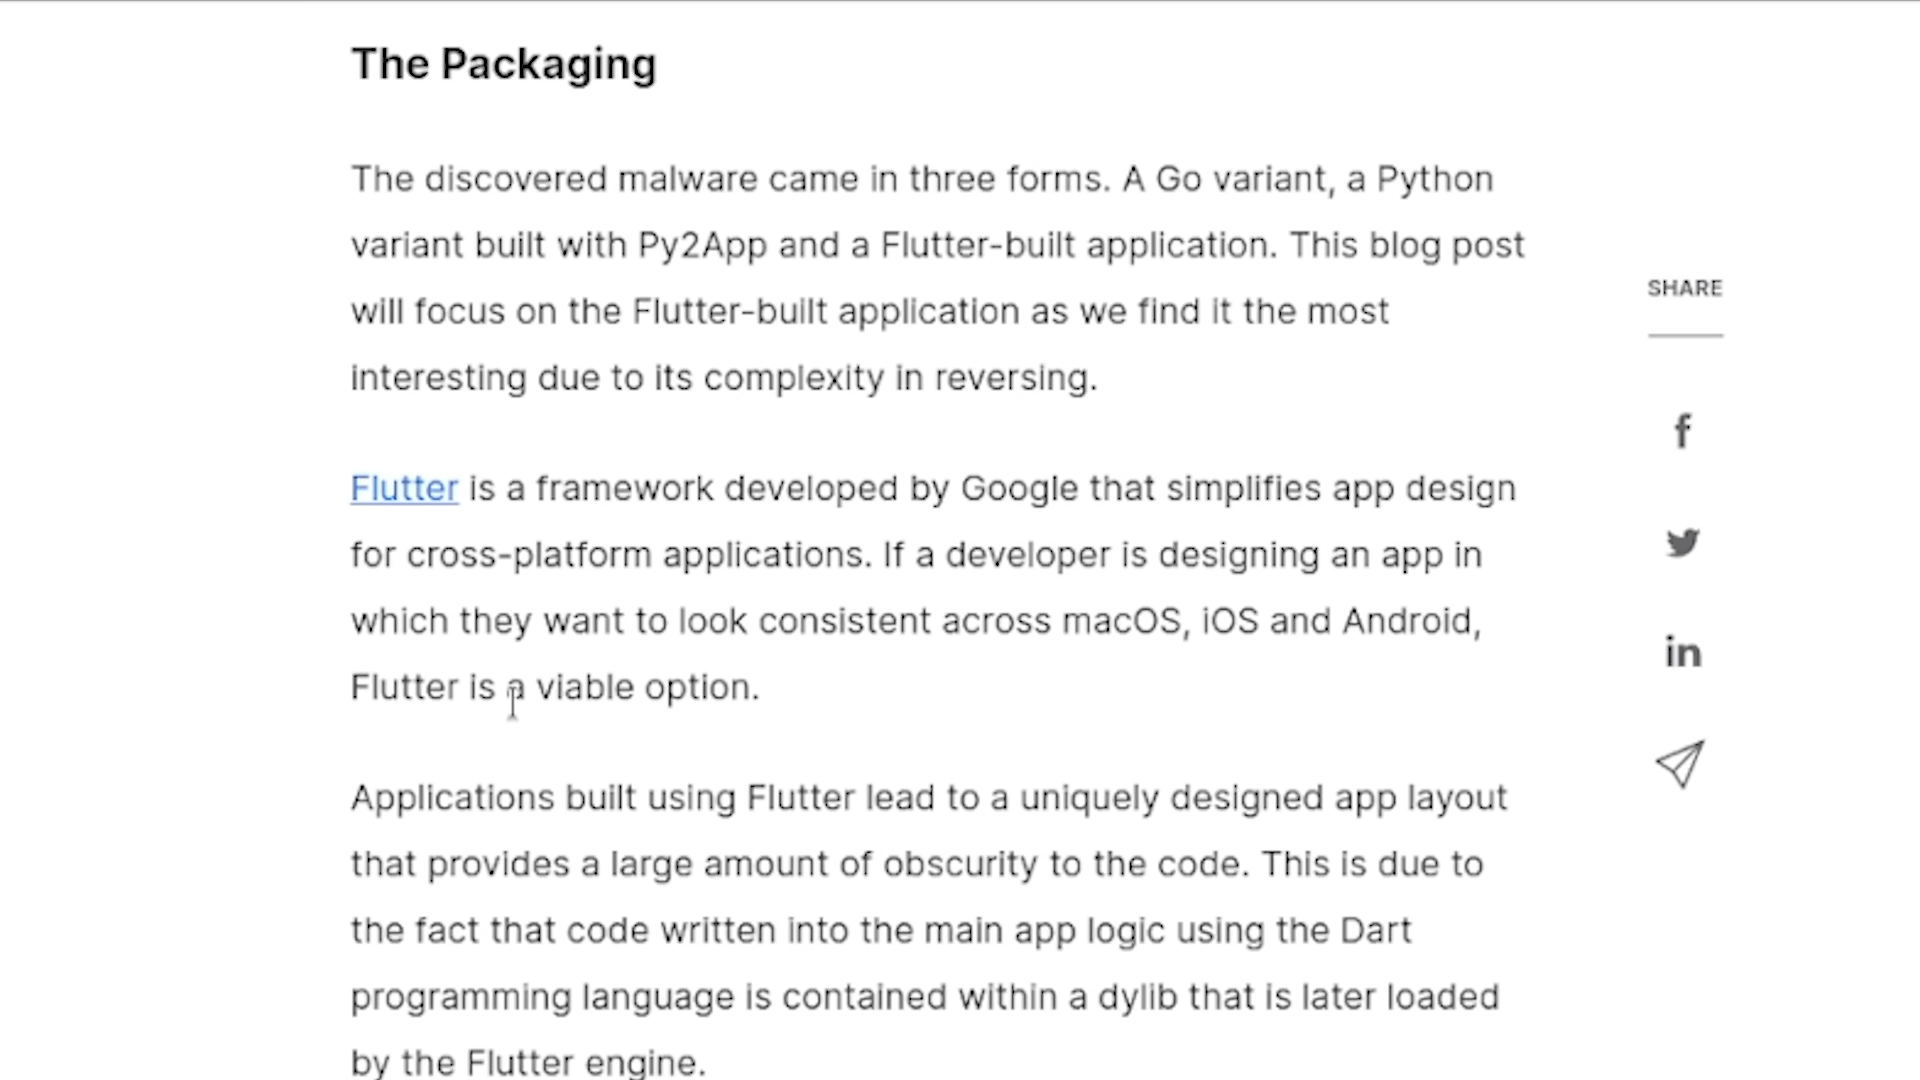 The Packaging
The discovered malware came in three forms. A Go variant, a Python
variant built with Py2App and a Flutter-built application. This blog post
will focus on the Flutter-built application as we find it the most
interesting due to its complexity in reversing.
Flutter is a framework developed by Google that simplifies app design
for cross-platform applications. If a developer is designing an app in
which they want to look consistent across macOS, iOS and Android,
Flutter is a viable option.
Applications built using Flutter lead to a uniquely designed app layout
that provides a large amount of obscurity to the code. This is due to
the fact that code written into the main app logic using the Dart
programming language is contained within a dylib that is later loaded
by the Flutter engine.
SHARE
f
in